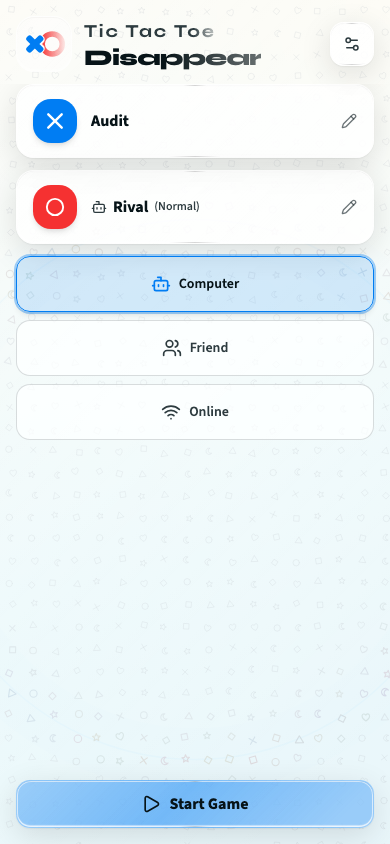 Tic Tac Toe
Disappear
Audit
Rival (Normal)
Computer
Friend
Online
Start Game